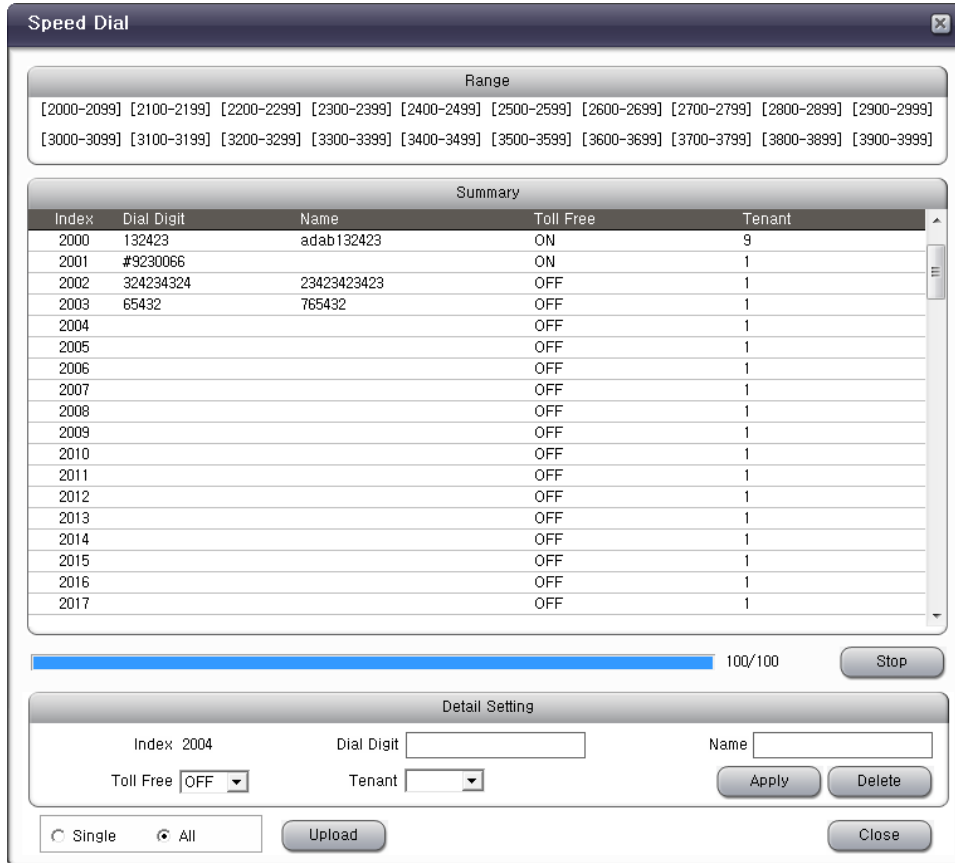 Speed Dial
Range
[2000-2099] [2100-2199] [2200-2299] [2300-2399] [2400-2499] [2500-2599] [2600-2699] [2700-2799] [2800-2899] [2900-2999]
[3000-3099] [3100-3199] [3200-3299] [3300-3399] [3400-3499] [3500-3599] [3600-3699] [3700-3799] [3800-3899] [3900-3999]
Summary
Index Dial Digit Name Toll Free Tenant
2000 132423 adab132423 ON 9
2001 #9230066 ON 1
2002 324234324 23423423423 OFF 1
2003 65432 765432 OFF 1
2004 OFF 1
2005 OFF 1
2006 OFF 1
2007 OFF 1
2008 OFF 1
2009 OFF 1
2010 OFF 1
2011 OFF 1
2012 OFF 1
2013 OFF 1
2014 OFF 1
2015 OFF 1
2016 OFF 1
2017 OFF 1
100/100 Stop
Detail Setting
Index 2004 Dial Digit Name
Toll Free OFF Tenant Apply Delete
Single All Upload Close